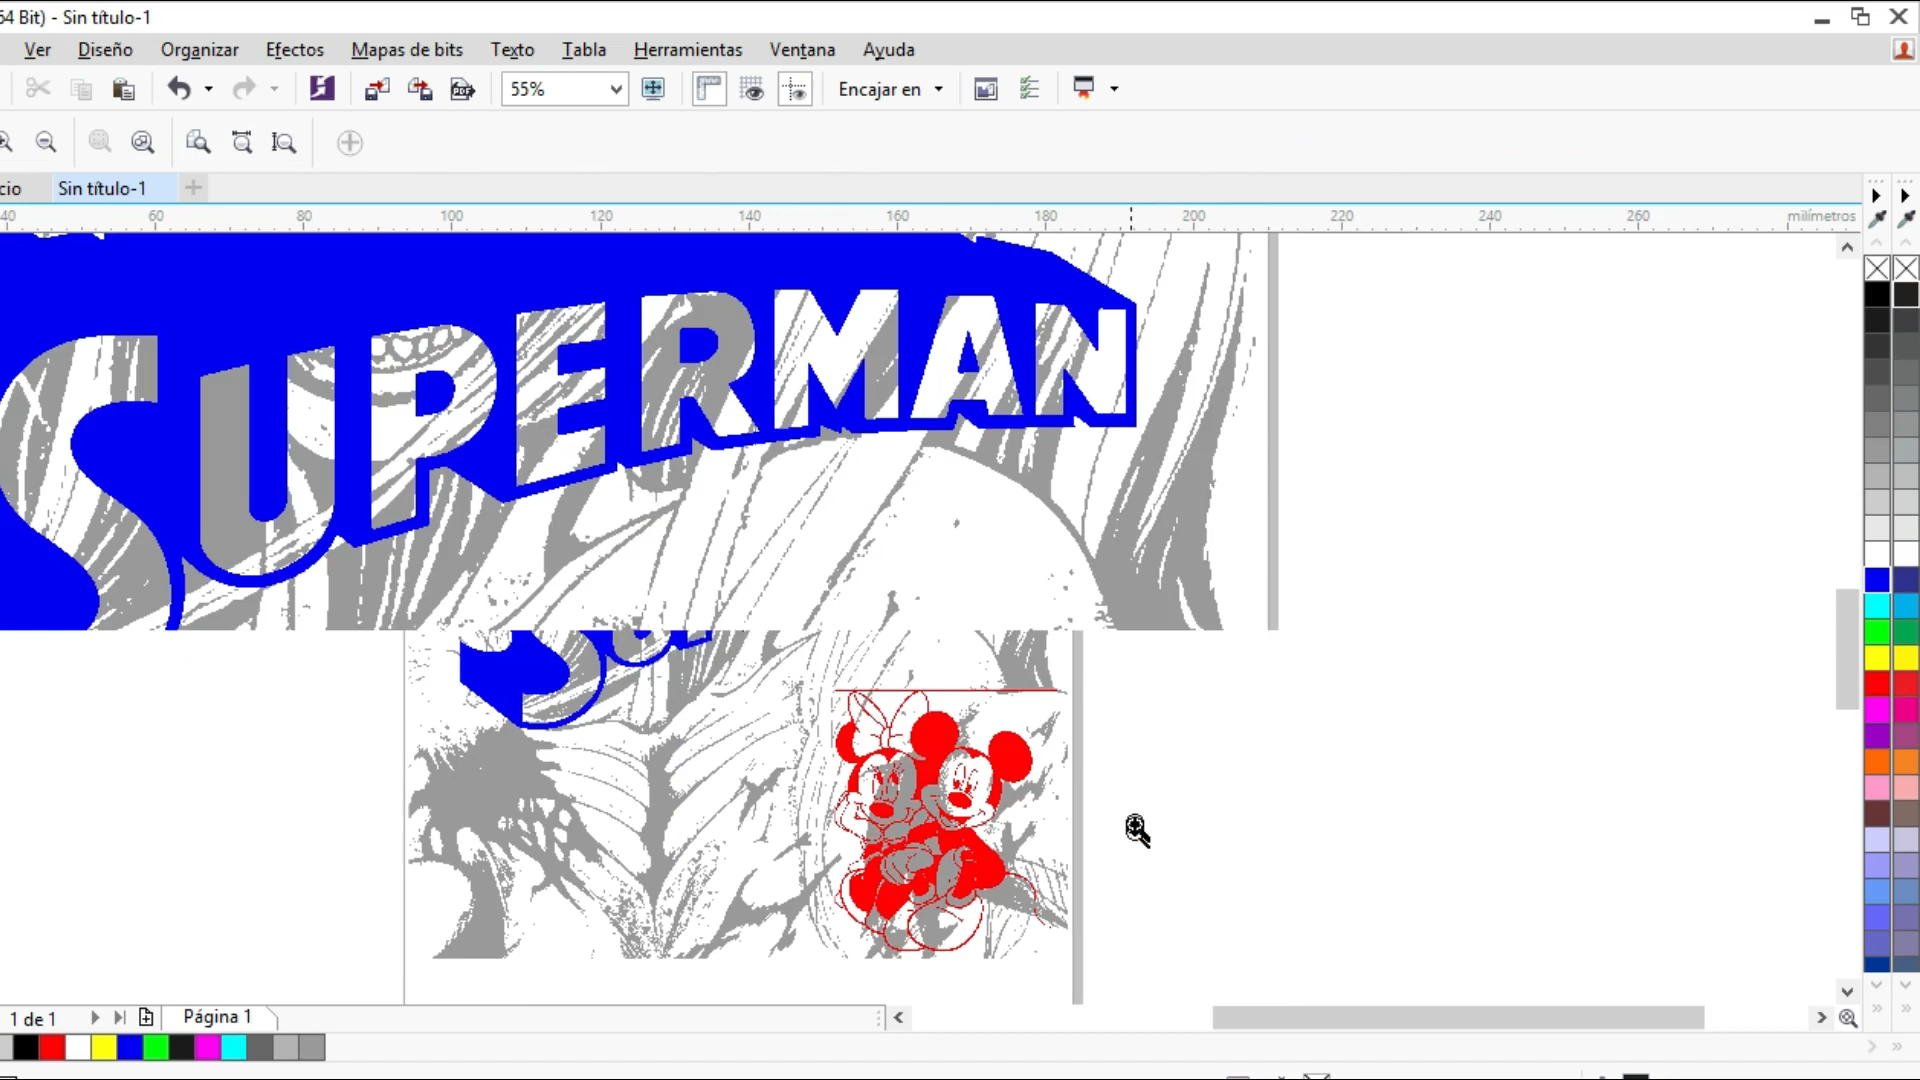 64 Bit) - Sin título-1
Ver Diseño Organizar Efectos Mapas de bits Texto Tabla Herramientas Ventana Ayuda
55% Encajar en
cio Sin título-1
40 60 80 100 120 140 160 180 200 220 240 260 milímetros
SUPERMAN
1 de 1 Página 1